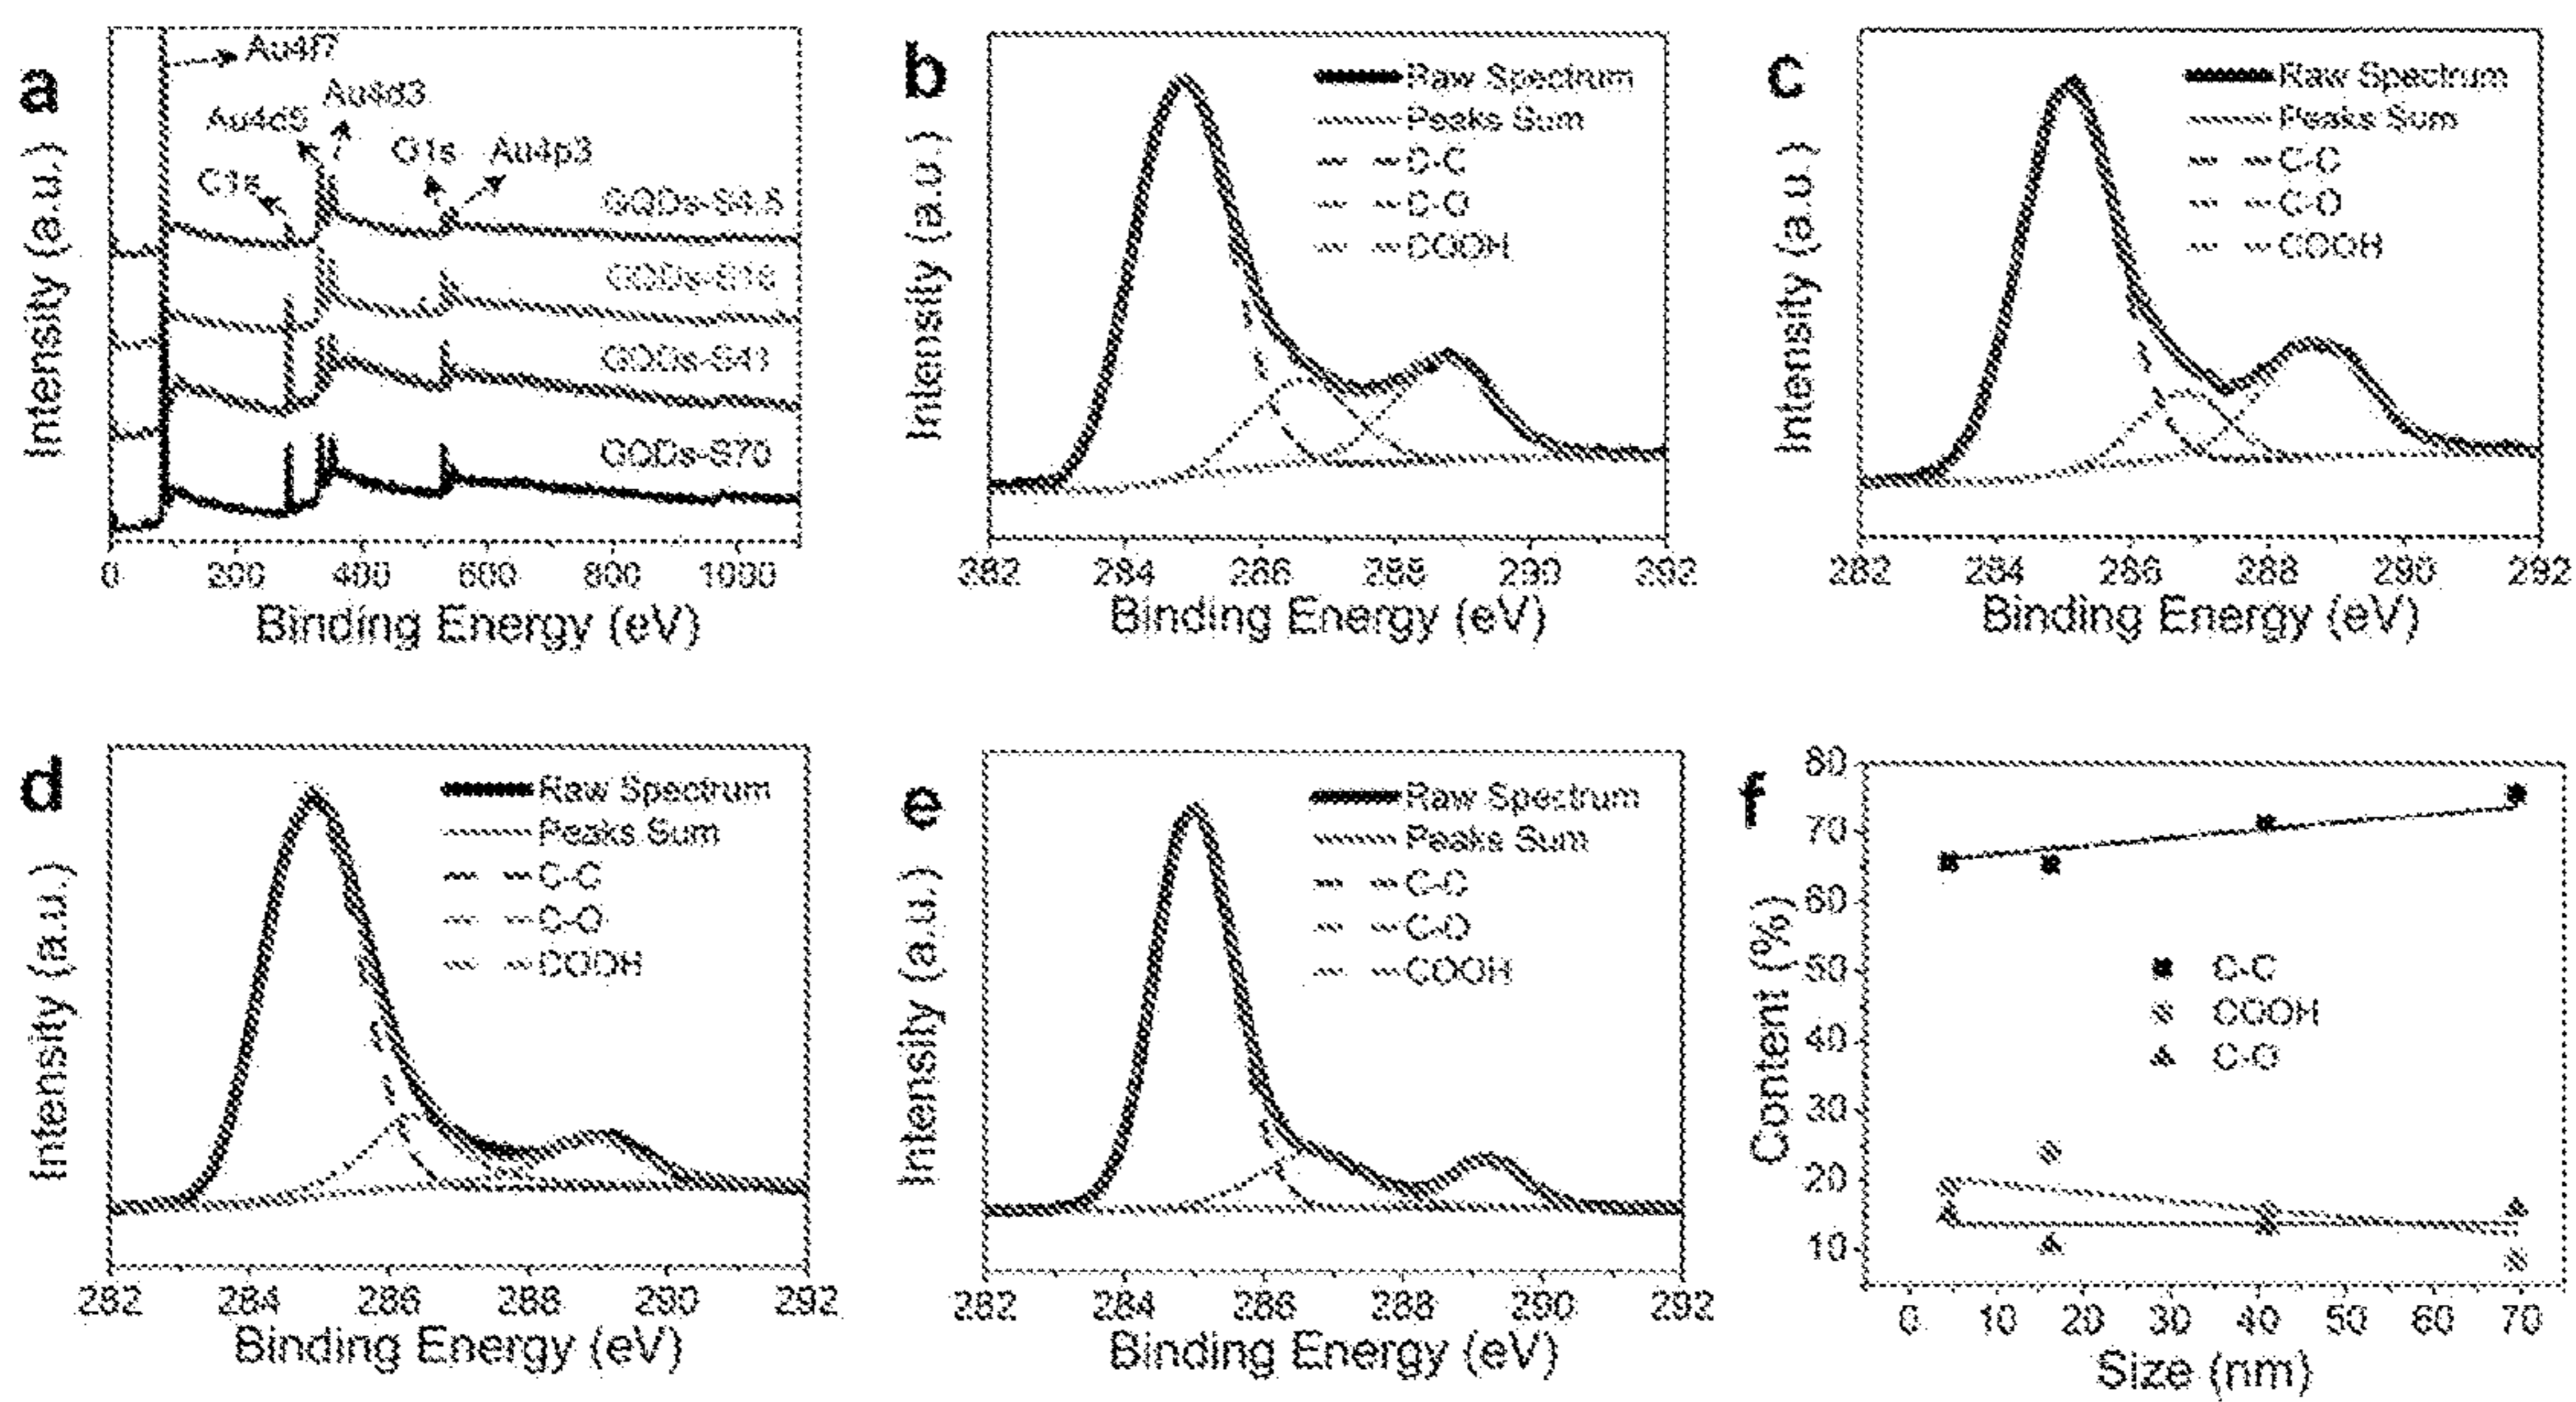 a
Au4f7
Au4d3
Au4d5
O1s
Au4p3
C1s
GQDs-S4.5
GQDs-S16
GQDs-S41
GQDs-S70
Intensity (a.u.)
0 200 400 600 800 1000
Binding Energy (eV)
b
Raw Spectrum
Peaks Sum
C-C
C-O
COOH
Intensity (a.u.)
282 284 286 288 290 292
Binding Energy (eV)
c
Raw Spectrum
Peaks Sum
C-C
C-O
COOH
Intensity (a.u.)
282 284 286 288 290 292
Binding Energy (eV)
d
Raw Spectrum
Peaks Sum
C-C
C-O
COOH
Intensity (a.u.)
282 284 286 288 290 292
Binding Energy (eV)
e
Raw Spectrum
Peaks Sum
C-C
C-O
COOH
Intensity (a.u.)
282 284 286 288 290 292
Binding Energy (eV)
f
80
70
60
50
40
30
20
10
Content (%)
C-C
COOH
C-O
0 10 20 30 40 50 60 70
Size (nm)